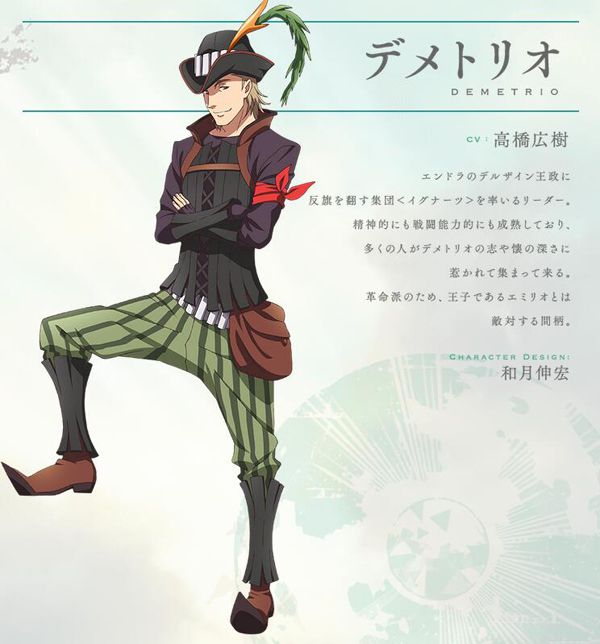 デメトリオ
DEMETRIO
CV : 高橋広樹
エンドラのデルザイン王政に
反旗を翻す集団<イグナーツ>を率いるリーダー。
精神的にも戦闘能力的にも成熟しており、
多くの人がデメトリオの志や懐の深さに
惹かれて集まって来る。
革命派のため、王子であるエミリオとは
敵対する間柄。
CHARACTER DESIGN:
和月伸宏